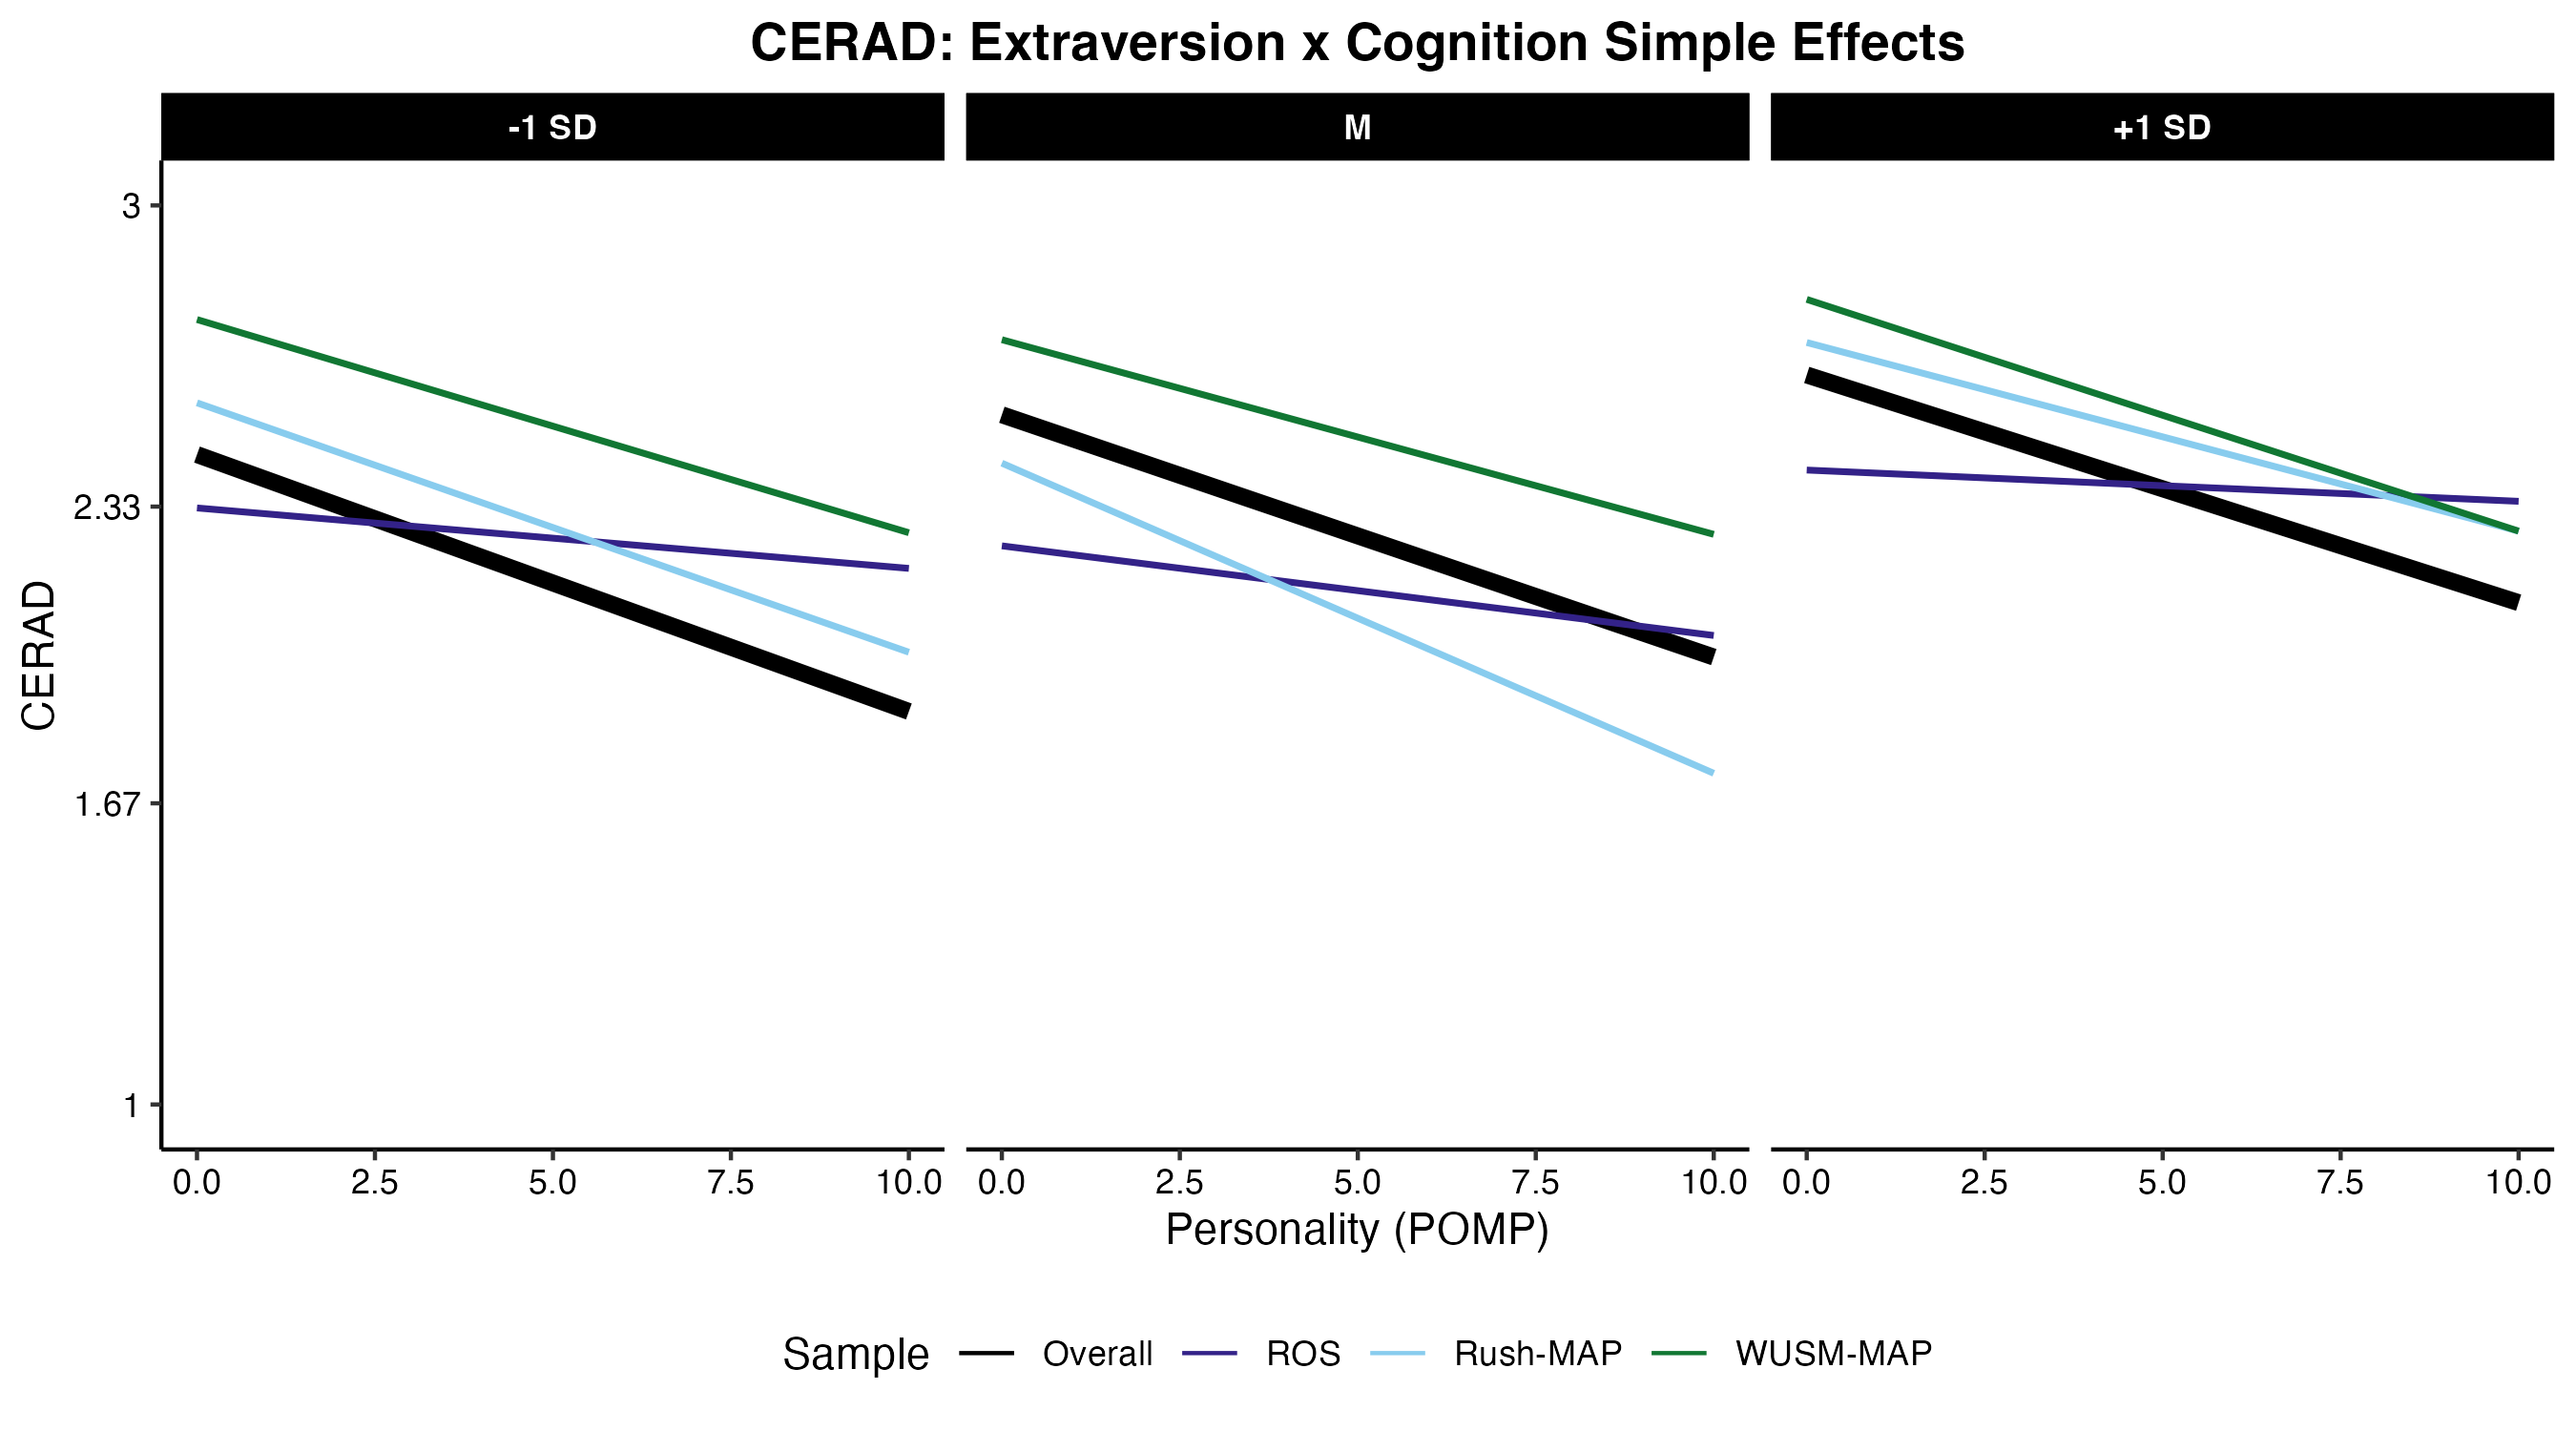 CERAD: Extraversion x Cognition Simple Effects
-1 SD M +1 SD
3
2.33
1.67
1
CERAD
0.0 2.5 5.0 7.5 10.0 0.0 2.5 5.0 7.5 10.0 0.0 2.5 5.0 7.5 10.0
Personality (POMP)
Sample Overall ROS Rush-MAP WUSM-MAP